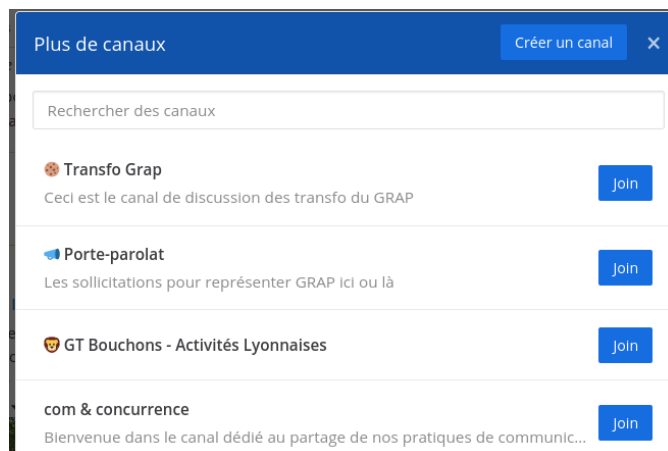 Plus de canaux
Créer un canal
Rechercher des canaux
Transfo Grap
Join
Ceci est le canal de discussion des transfo du GRAP
Porte-parolat
Join
Les sollicitations pour représenter GRAP ici ou là
GT Bouchons - Activités Lyonnaises
Join
com & concurrence
Join
Bienvenue dans le canal dédié au partage de nos pratiques de communic...